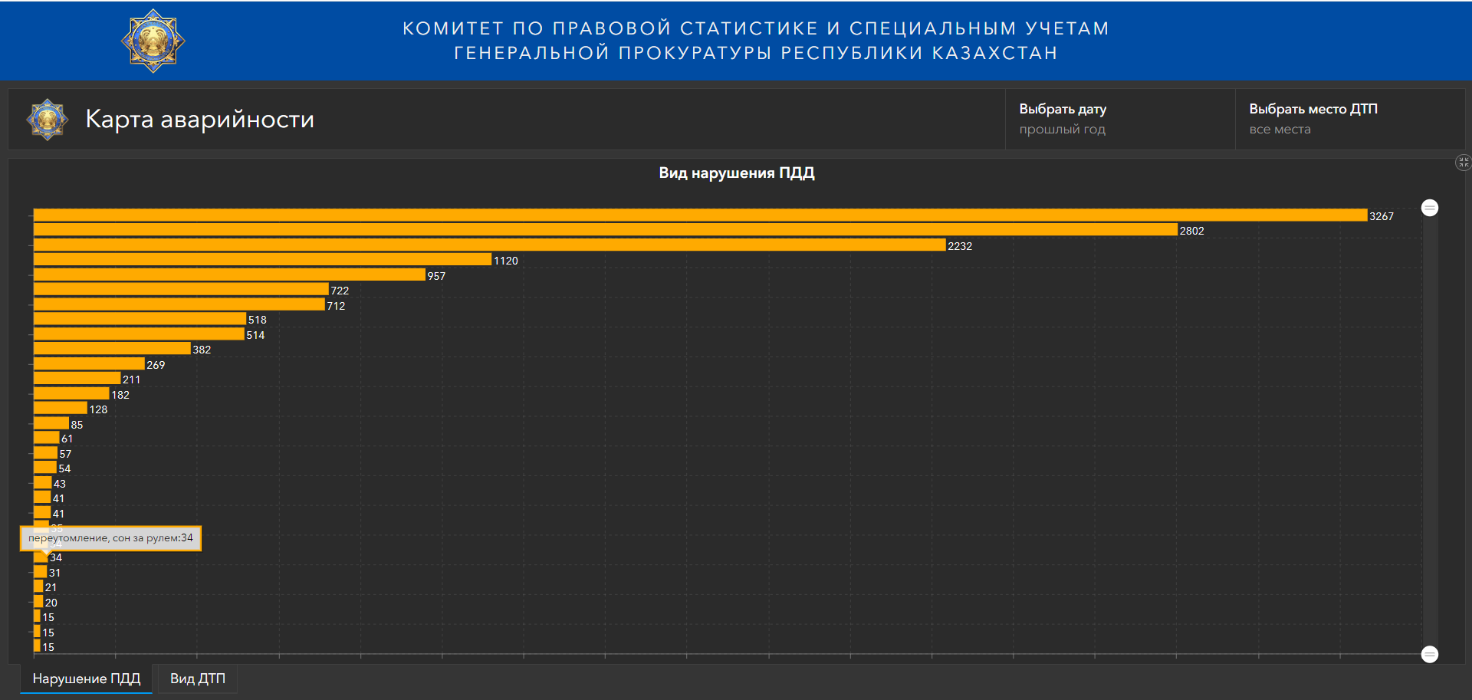 КОМИТЕТ ПО ПРАВОВОЙ СТАТИСТИКЕ И СПЕЦИАЛЬНЫМ УЧЕТАМ
ГЕНЕРАЛЬНОЙ ПРОКУРАТУРЫ РЕСПУБЛИКИ КАЗАХСТАН
Карта аварийности
Выбрать дату
прошлый год
Выбрать место ДТП
все места
Вид нарушения ПДД
3267
2802
2232
1120
957
722
712
518
514
382
269
211
182
128
85
61
57
54
43
41
41
переутомление, сон за рулем:34
34
31
21
20
15
15
15
Нарушение ПДД
Вид ДТП